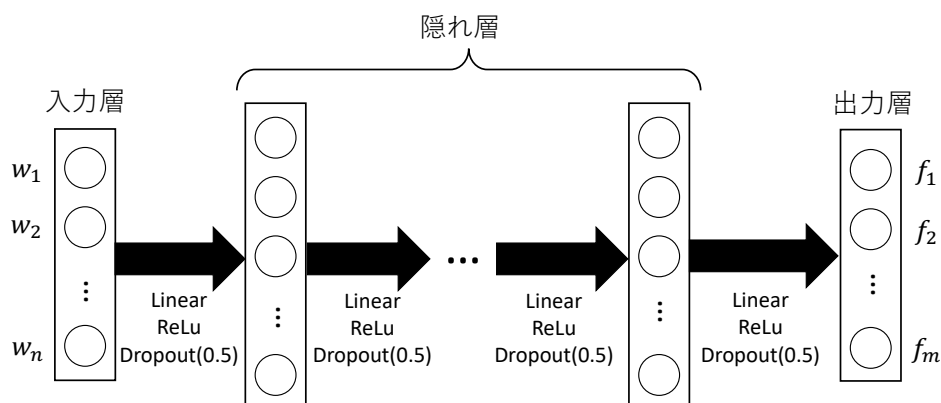 隠れ層
入力層
出力層
w₁
w₂
⋮
wₙ
Linear
ReLu
Dropout(0.5)
⋮
Linear
ReLu
Dropout(0.5)
…
Linear
ReLu
Dropout(0.5)
⋮
Linear
ReLu
Dropout(0.5)
f₁
f₂
⋮
fₘ